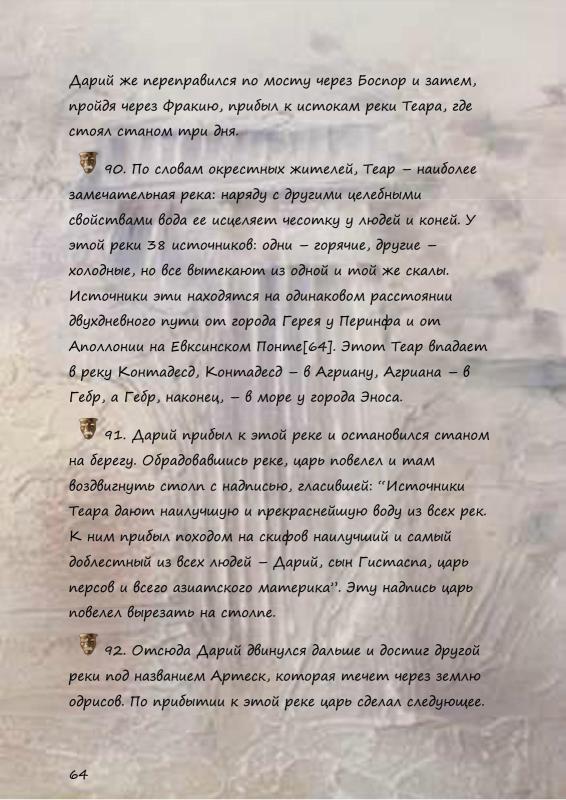 Дарий же переправился по мосту через Боспор и затем,
пройдя через Фракию, прибыл к истокам реки Теара, где
стоял станом три дня.
90. По словам окрестных жителей, Теар – наиболее
замечательная река: наряду с другими целебными
свойствами вода ее исцеляет чесотку у людей и коней. У
этой реки 38 источников: одни – горячие, другие –
холодные, но все вытекают из одной и той же скалы.
Источники эти находятся на одинаковом расстоянии
двухдневного пути от города Герея у Перинфа и от
Аполлонии на Евксинском Понте[64]. Этот Теар впадает
в реку Контадесд, Контадесд – в Агриану, Агриана – в
Гебр, а Гебр, наконец, – в море у города Эноса.
91. Дарий прибыл к этой реке и остановился станом
на берегу. Обрадовавшись реке, царь повелел и там
воздвигнуть столп с надписью, гласившей: “Источники
Теара дают наилучшую и прекраснейшую воду из всех рек.
К ним прибыл походом на скифов наилучший и самый
доблестный из всех людей – Дарий, сын Гистаспа, царь
персов и всего азиатского материка”. Эту надпись царь
повелел вырезать на столпе.
92. Отсюда Дарий двинулся дальше и достиг другой
реки под названием Артеск, которая течет через землю
одрисов. По прибытии к этой реке царь сделал следующее.
64